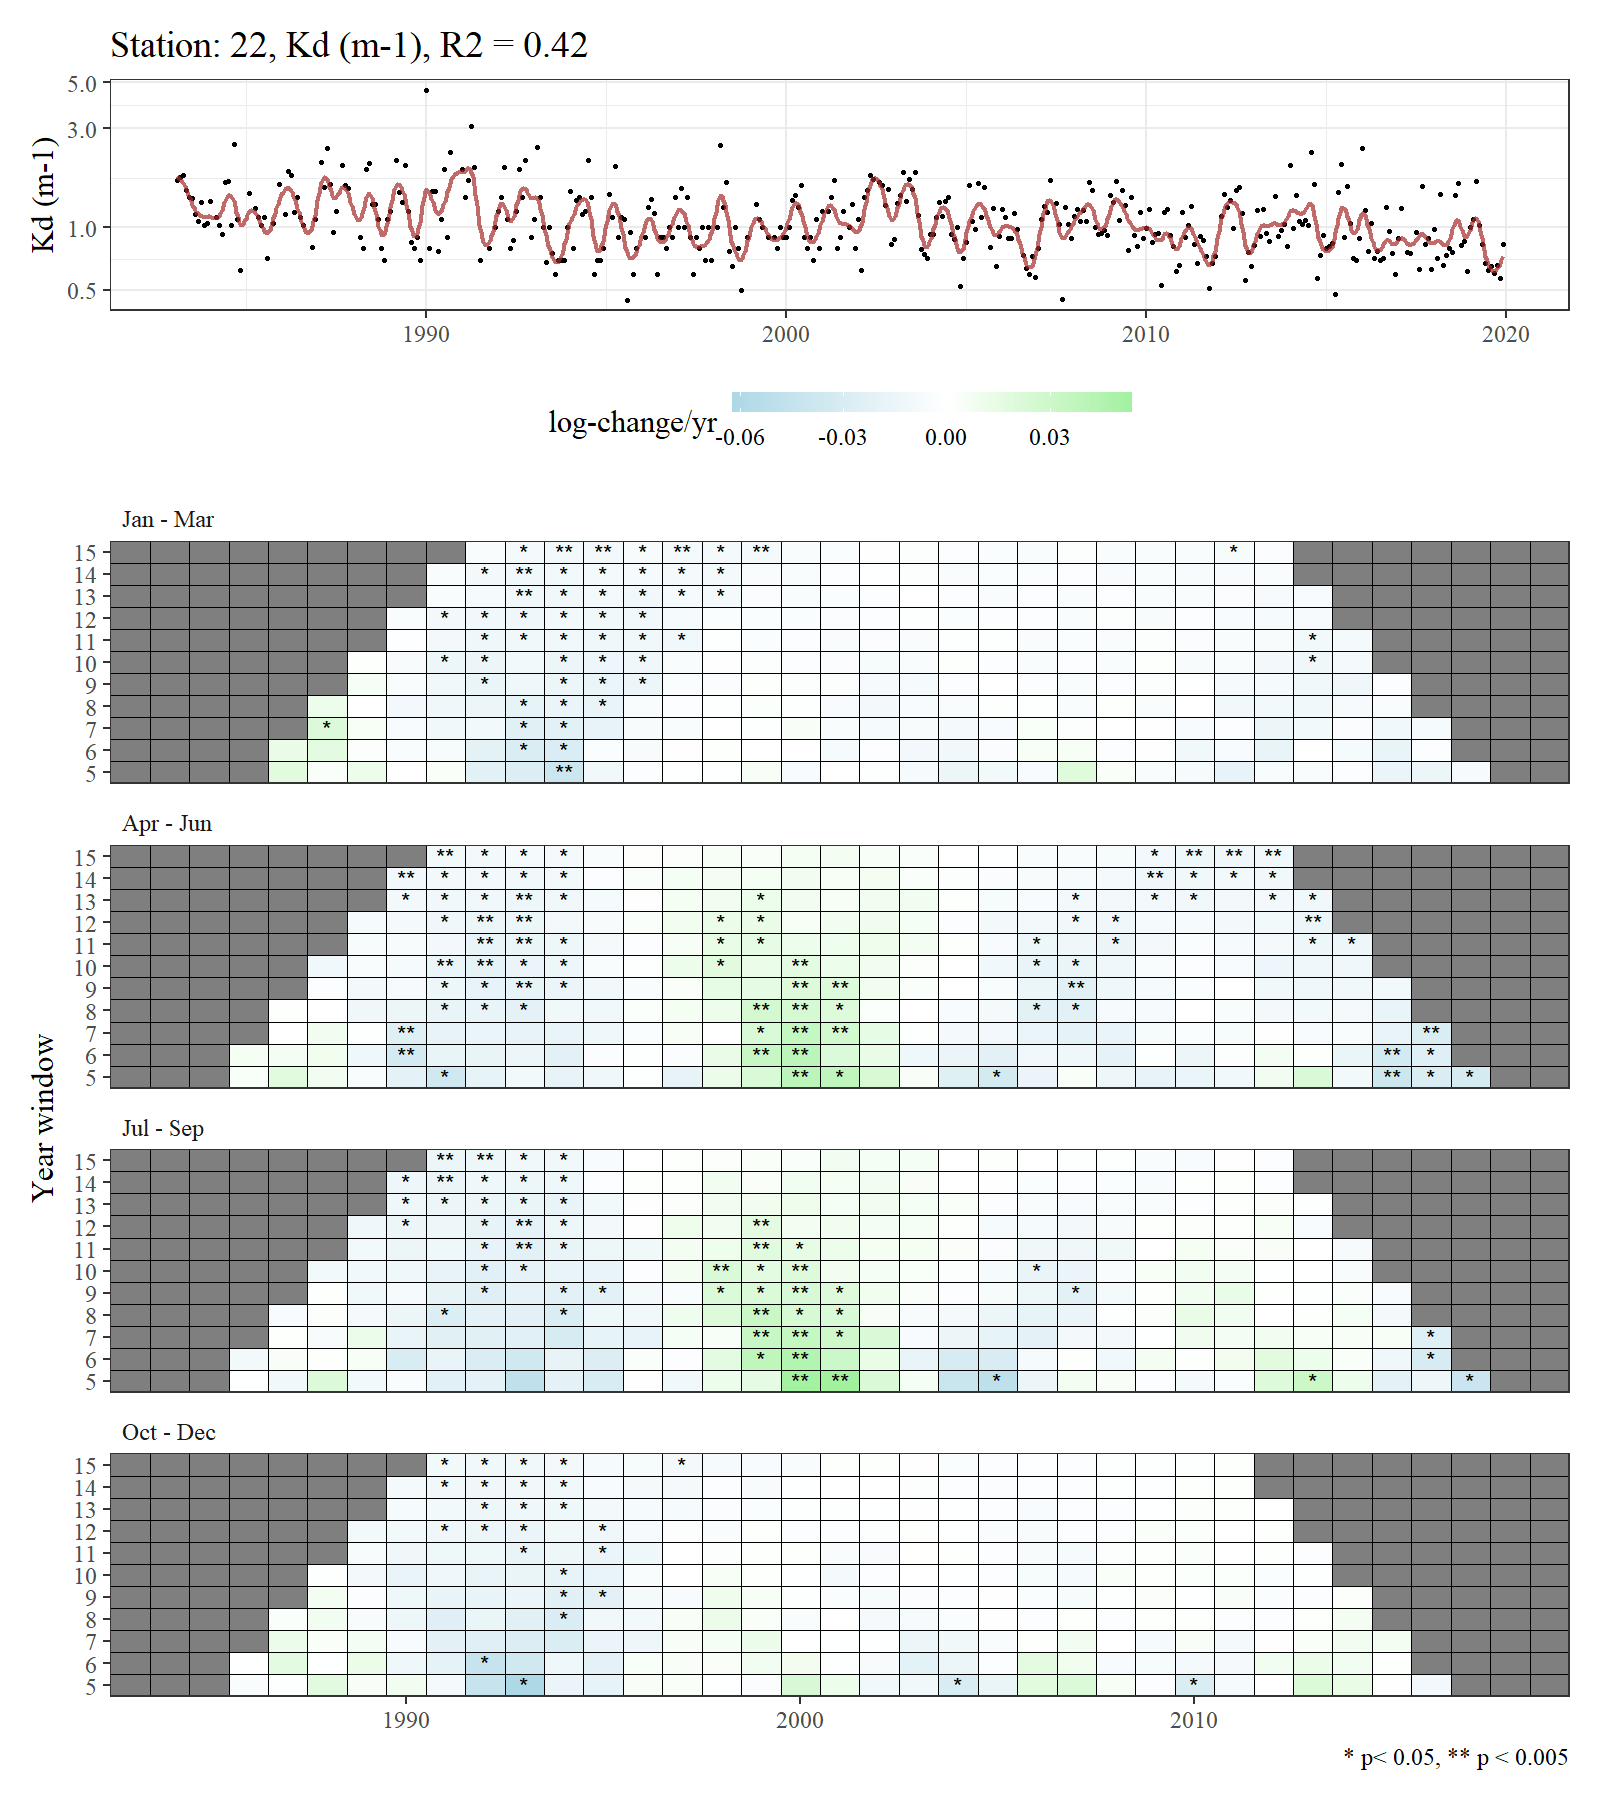 Station: 22, Kd (m-1), R2 = 0.42
Kd (m-1)
5.0
3.0
1.0
0.5
1990 2000 2010 2020
log-change/yr
-0.06 -0.03 0.00 0.03
Year window
Jan - Mar
15 * ** ** * ** * ** *
14 * ** * * * * *
13 ** * * * * *
12 * * * * * *
11 * * * * * * *
10 * * * * * *
9 * * * *
8 * * *
7 * * *
6 * *
5 **
Apr - Jun
15 ** * * * * ** ** **
14 ** * * * * ** * * *
13 * * * ** * * * * * * *
12 * ** ** * * * * **
11 ** ** * * * * * * *
10 ** ** * * * ** * *
9 * * ** * ** ** **
8 * * * ** ** * * *
7 ** * ** ** **
6 ** ** ** ** *
5 * ** * * ** * *
Jul - Sep
15 ** ** * *
14 * ** * * *
13 * * * * *
12 * * ** * **
11 * ** * ** *
10 * * ** * ** *
9 * * * * * ** * *
8 * * ** * *
7 ** ** * *
6 * ** *
5 ** ** * * *
Oct - Dec
15 * * * * *
14 * * * *
13 * * *
12 * * * *
11 * *
10 *
9 * *
8 *
7
6 *
5 * * *
1990 2000 2010
* p< 0.05, ** p < 0.005